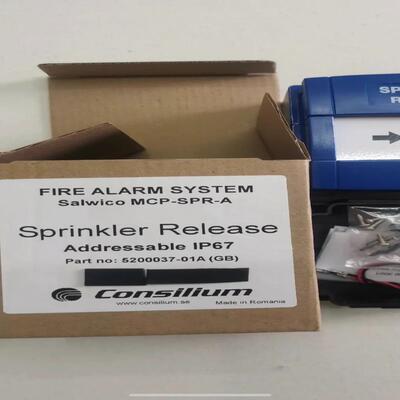 FIRE ALARM SYSTEM
Salwico MCP-SPR-A
Sprinkler Release
Addressable IP67
Part no: 5200037-01A (GB)
Consilium
www.consilium.se
Made in Romania
SP
R